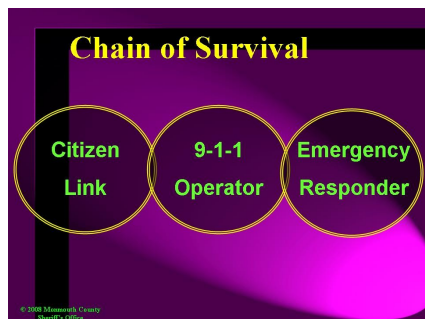 Chain of Survival
Citizen
Link
9-1-1
Operator
Emergency
Responder
© 2008 Monmouth County
Sheriff's Office